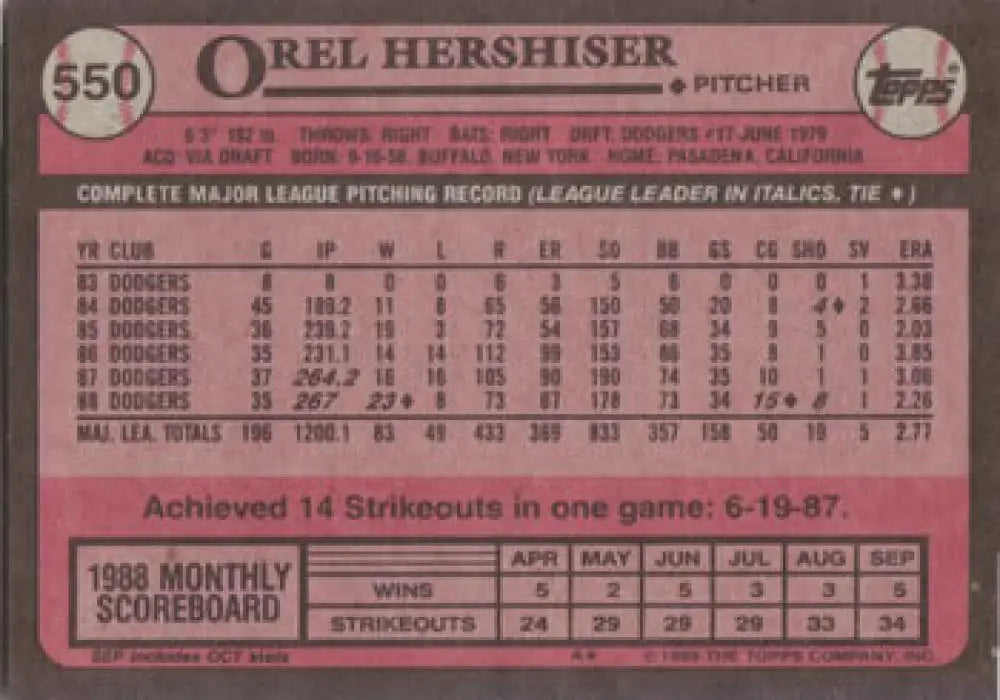 550 OREL HERSHISER
♦ PITCHER
Topps®
6'3" 192 lb. THROWS: RIGHT BATS: RIGHT DRFT: DODGERS #17-JUNE 1979
ACQ: VIA DRAFT BORN: 9-16-58, BUFFALO, NEW YORK HOME: PASADENA, CALIFORNIA
COMPLETE MAJOR LEAGUE PITCHING RECORD (LEAGUE LEADER IN ITALICS, TIE ♦)
YR CLUB G IP W L R ER SO BB GS CG SHO SV ERA
83 DODGERS 8 8 0 0 6 3 5 6 0 0 0 1 3.38
84 DODGERS 45 189.2 11 8 65 56 150 50 20 8 4♦ 2 2.66
85 DODGERS 36 239.2 19 3 72 54 157 68 34 9 5 0 2.03
86 DODGERS 35 231.1 14 14 112 99 153 86 35 8 1 0 3.85
87 DODGERS 37 264.2 16 16 105 90 190 74 35 10 1 1 3.06
88 DODGERS 35 267 23♦ 8 73 67 178 73 34 15♦ 8 1 2.26
MAJ. LEA. TOTALS 196 1200.1 83 49 433 369 833 357 158 50 19 5 2.77
Achieved 14 Strikeouts in one game: 6-19-87.
1988 MONTHLY SCOREBOARD
APR MAY JUN JUL AUG SEP
WINS 5 2 5 3 3 5
STRIKEOUTS 24 29 29 29 33 34
SEP includes OCT stats
© 1989 THE TOPPS COMPANY, INC.